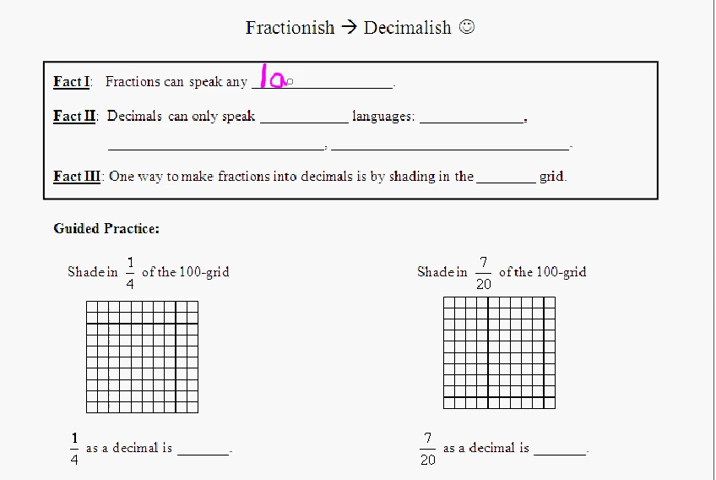 Fractionish → Decimalish ☺
Fact I: Fractions can speak any la____________.
Fact II: Decimals can only speak ____________ languages: ______________,
______________________________, ________________________________.
Fact III: One way to make fractions into decimals is by shading in the ________ grid.
Guided Practice:
Shade in 1/4 of the 100-grid
Shade in 7/20 of the 100-grid
1/4 as a decimal is _______.
7/20 as a decimal is _______.